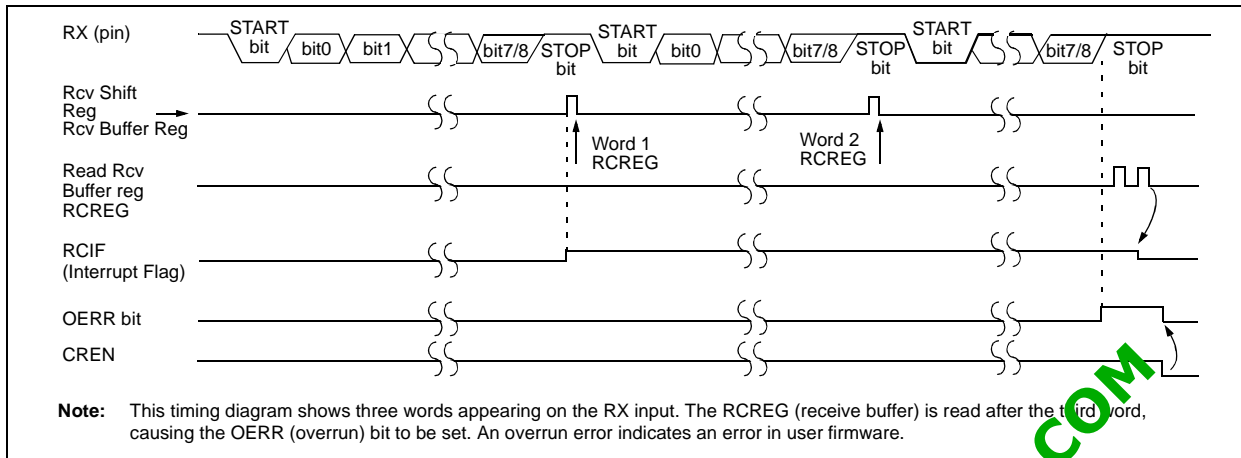 RX (pin)
START
bit
bit0
bit1
bit7/8
STOP
bit
START
bit
bit0
bit7/8
STOP
bit
START
bit
bit7/8
STOP
bit
Rcv Shift
Reg
Rcv Buffer Reg
Word 1
RCREG
Word 2
RCREG
Read Rcv
Buffer reg
RCREG
RCIF
(Interrupt Flag)
OERR bit
CREN
Note: This timing diagram shows three words appearing on the RX input. The RCREG (receive buffer) is read after the third word,
causing the OERR (overrun) bit to be set. An overrun error indicates an error in user firmware.
COM